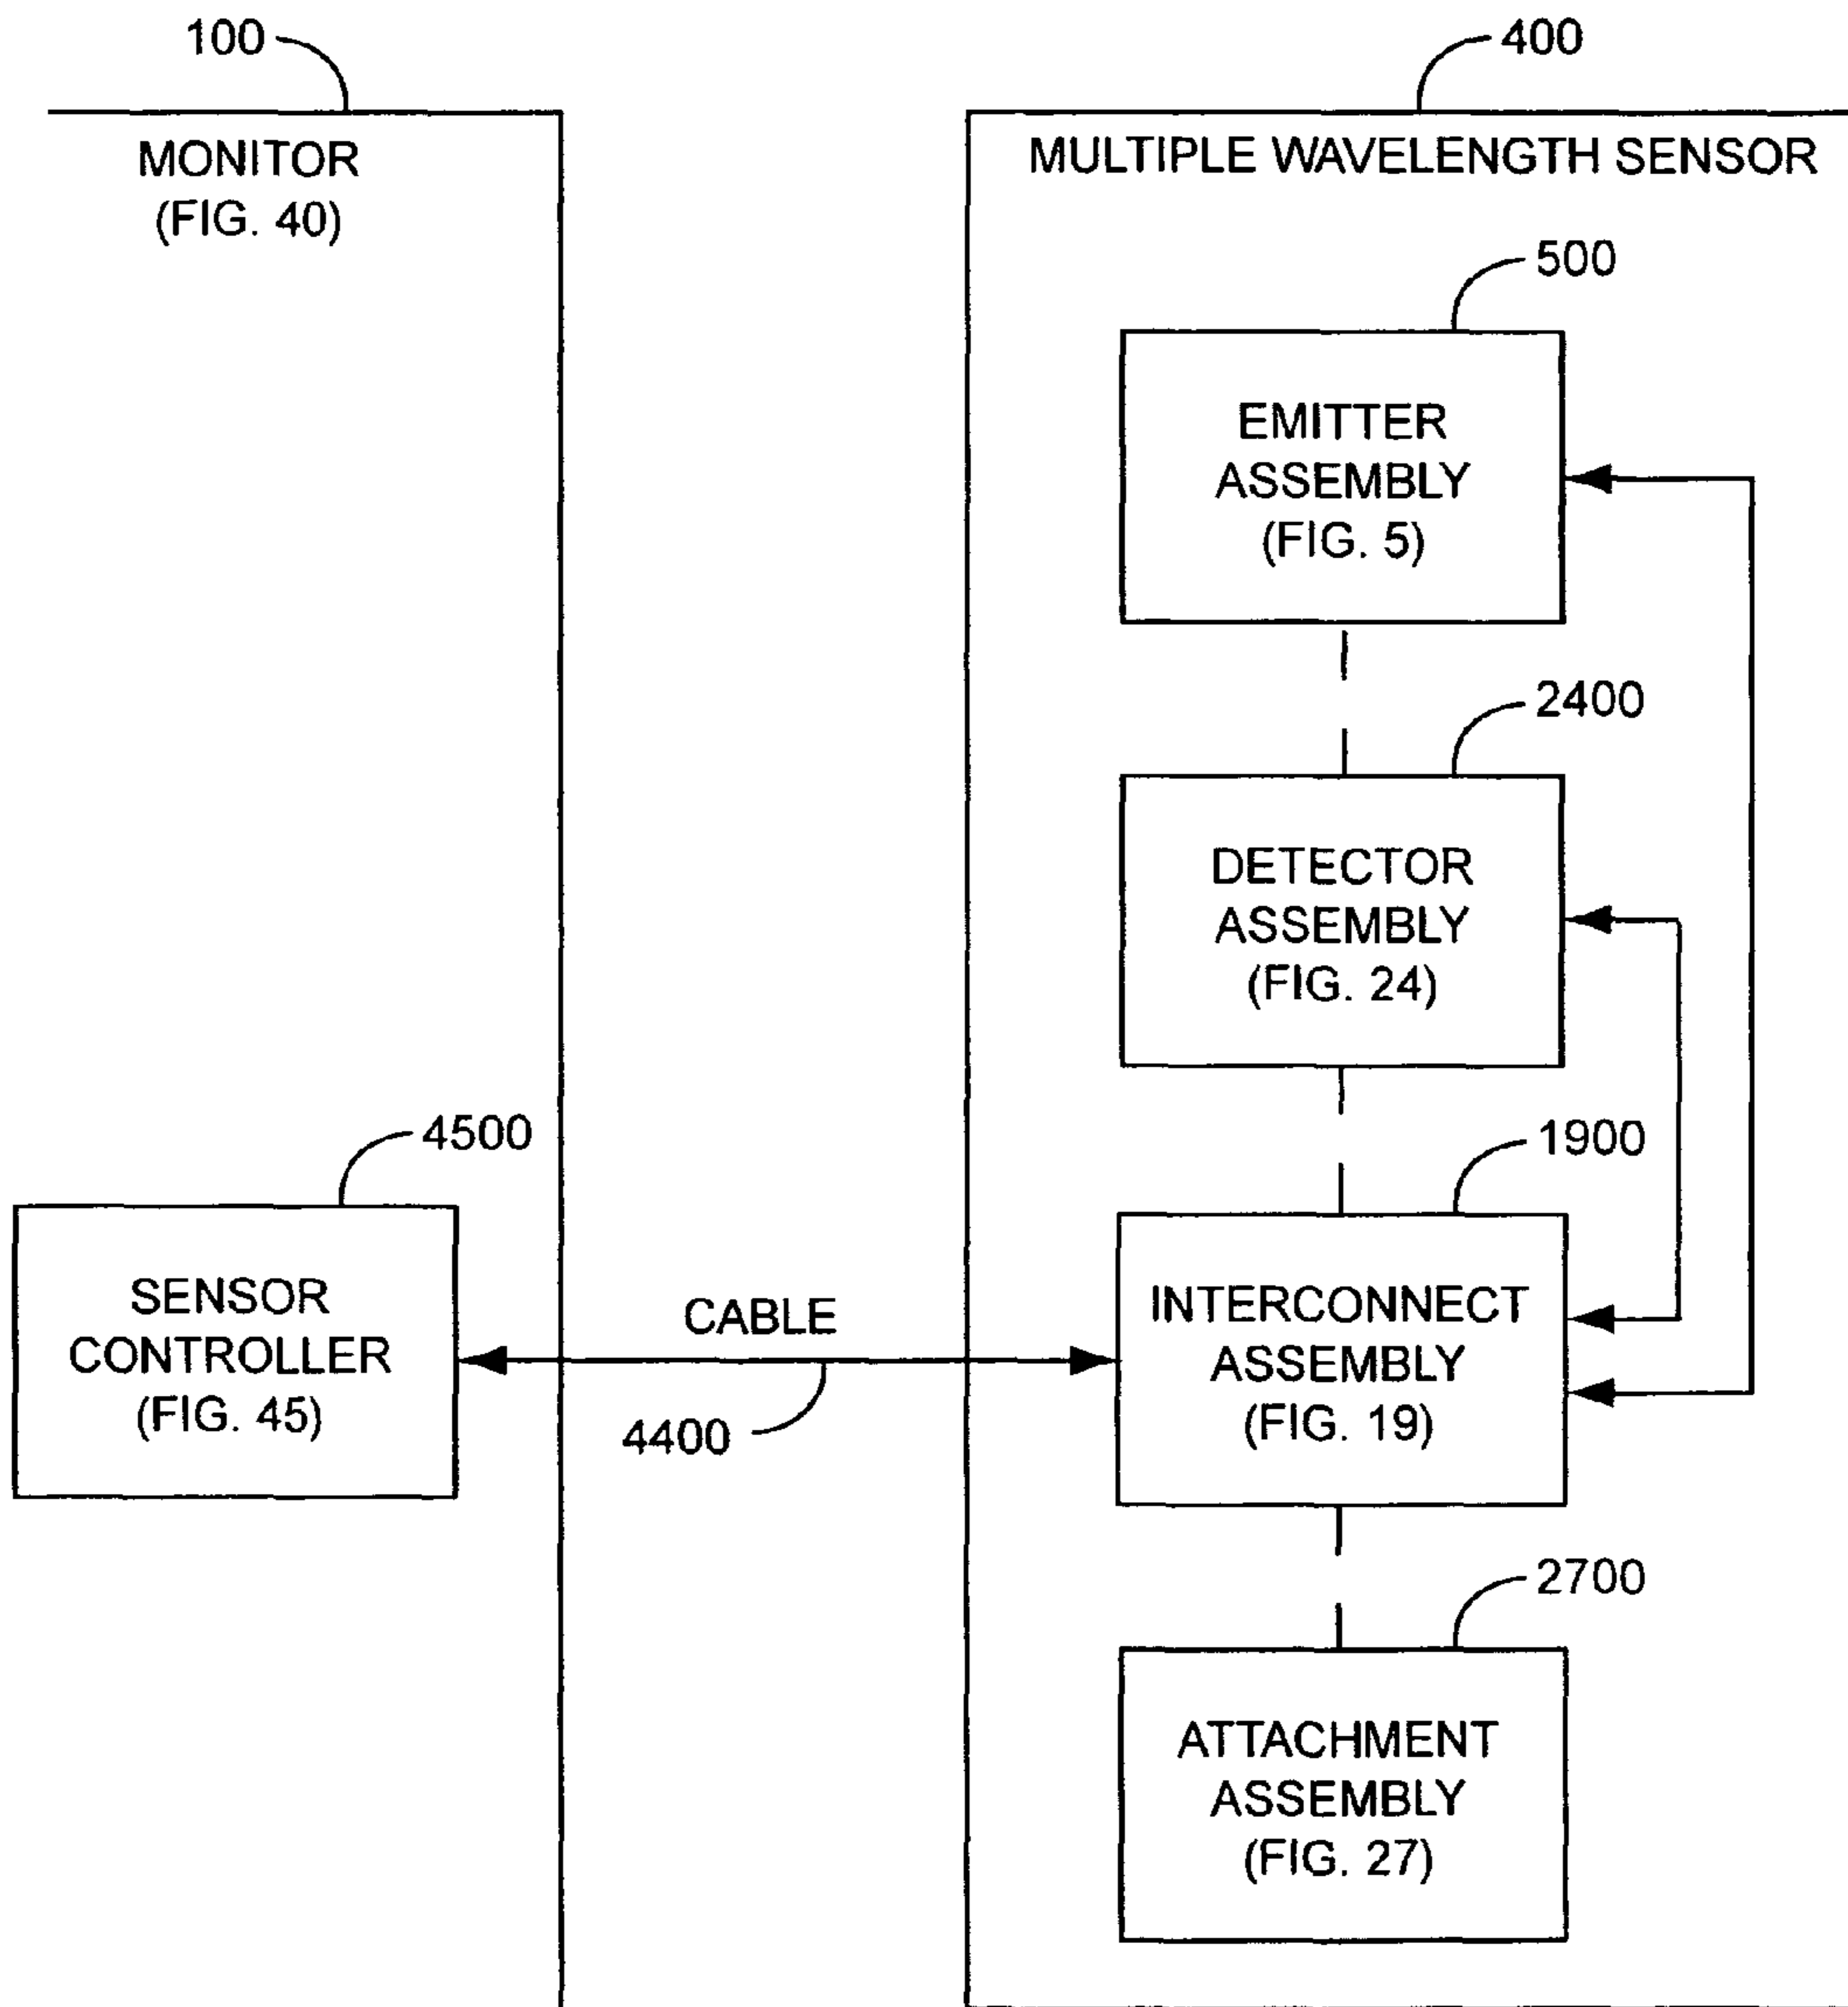 100
400
MONITOR
(FIG. 40)
MULTIPLE WAVELENGTH SENSOR
500
EMITTER
ASSEMBLY
(FIG. 5)
2400
DETECTOR
ASSEMBLY
(FIG. 24)
4500
1900
SENSOR
CONTROLLER
(FIG. 45)
CABLE
4400
INTERCONNECT
ASSEMBLY
(FIG. 19)
2700
ATTACHMENT
ASSEMBLY
(FIG. 27)